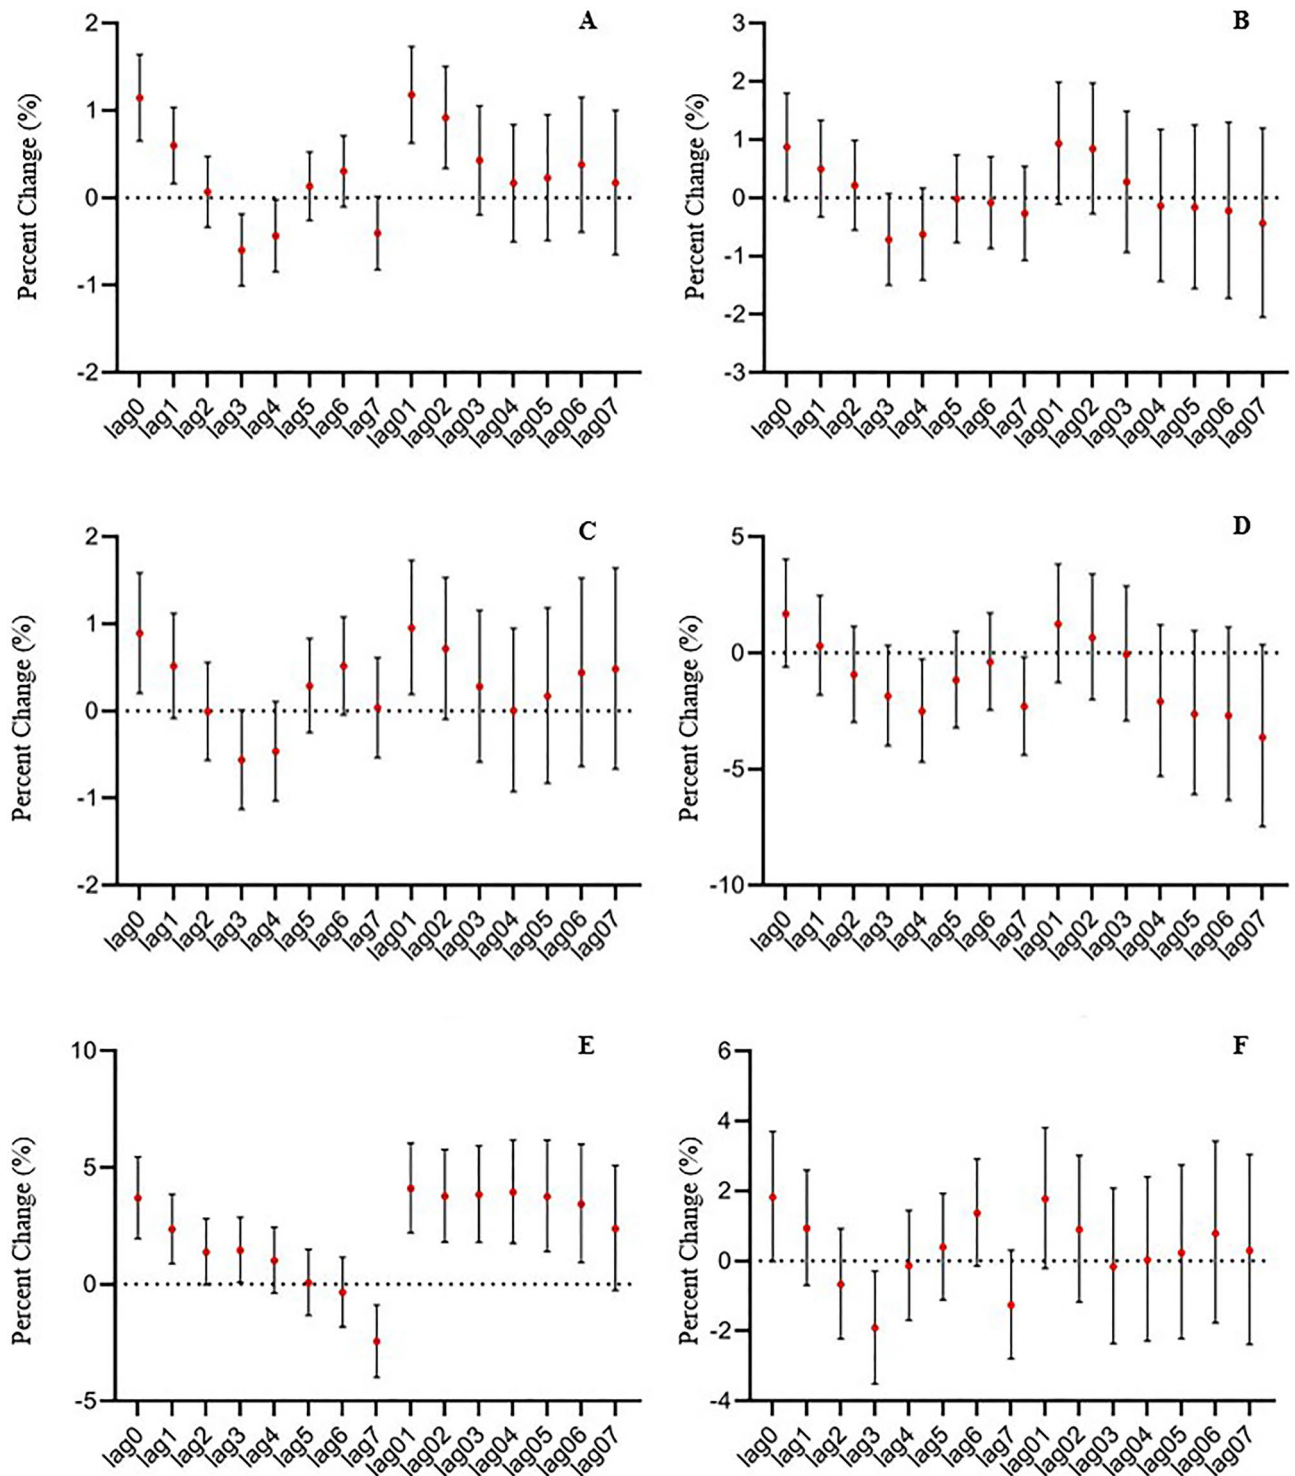 A
Percent Change (%)
2
1
0
-1
-2
lag0 lag1 lag2 lag3 lag4 lag5 lag6 lag7 lag01 lag02 lag03 lag04 lag05 lag06 lag07
B
Percent Change (%)
3
2
1
0
-1
-2
-3
lag0 lag1 lag2 lag3 lag4 lag5 lag6 lag7 lag01 lag02 lag03 lag04 lag05 lag06 lag07
C
Percent Change (%)
2
1
0
-1
-2
lag0 lag1 lag2 lag3 lag4 lag5 lag6 lag7 lag01 lag02 lag03 lag04 lag05 lag06 lag07
D
Percent Change (%)
5
0
-5
-10
lag0 lag1 lag2 lag3 lag4 lag5 lag6 lag7 lag01 lag02 lag03 lag04 lag05 lag06 lag07
E
Percent Change (%)
10
5
0
-5
lag0 lag1 lag2 lag3 lag4 lag5 lag6 lag7 lag01 lag02 lag03 lag04 lag05 lag06 lag07
F
Percent Change (%)
6
4
2
0
-2
-4
lag0 lag1 lag2 lag3 lag4 lag5 lag6 lag7 lag01 lag02 lag03 lag04 lag05 lag06 lag07